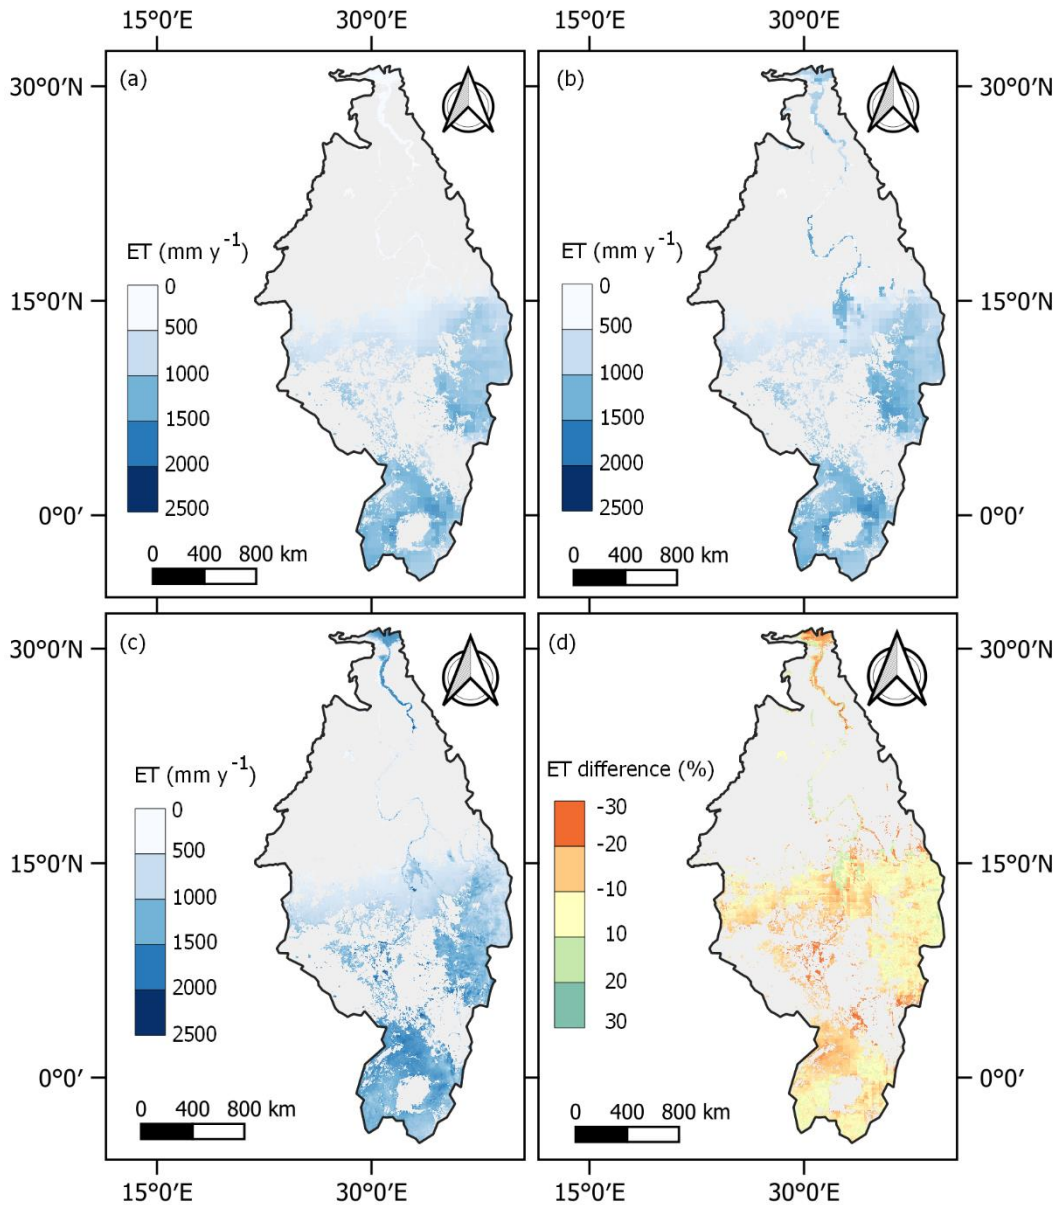 15°0′E 30°0′E 15°0′E 30°0′E
(a) (b)
30°0′N 30°0′N
ET (mm y⁻¹) ET (mm y⁻¹)
0 0
15°0′N 15°0′N
500 500
1000 1000
1500 1500
2000 2000
2500 2500
0°0′ 0°0′
0 400 800 km 0 400 800 km
(c) (d)
30°0′N 30°0′N
ET (mm y⁻¹) ET difference (%)
0 -30
500 -20
15°0′N 15°0′N
1000 -10
1500 10
2000 20
2500 30
0°0′ 0°0′
0 400 800 km 0 400 800 km
15°0′E 30°0′E 15°0′E 30°0′E